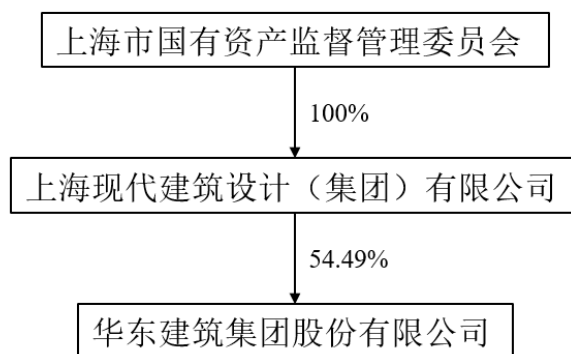 上海市国有资产监督管理委员会
100%
上海现代建筑设计（集团）有限公司
54.49%
华东建筑集团股份有限公司